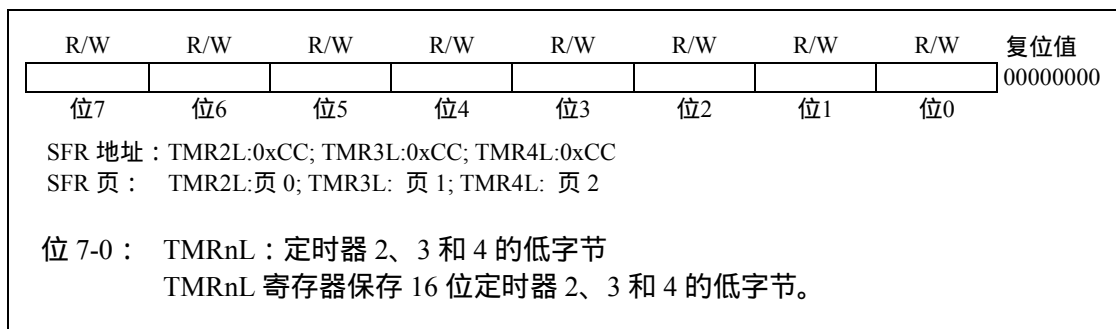 R/W R/W R/W R/W R/W R/W R/W R/W 复位值
00000000
位7 位6 位5 位4 位3 位2 位1 位0
SFR 地址：TMR2L:0xCC; TMR3L:0xCC; TMR4L:0xCC
SFR 页： TMR2L:页 0; TMR3L: 页 1; TMR4L: 页 2
位 7-0： TMRnL：定时器 2、3 和 4 的低字节
TMRnL 寄存器保存 16 位定时器 2、3 和 4 的低字节。